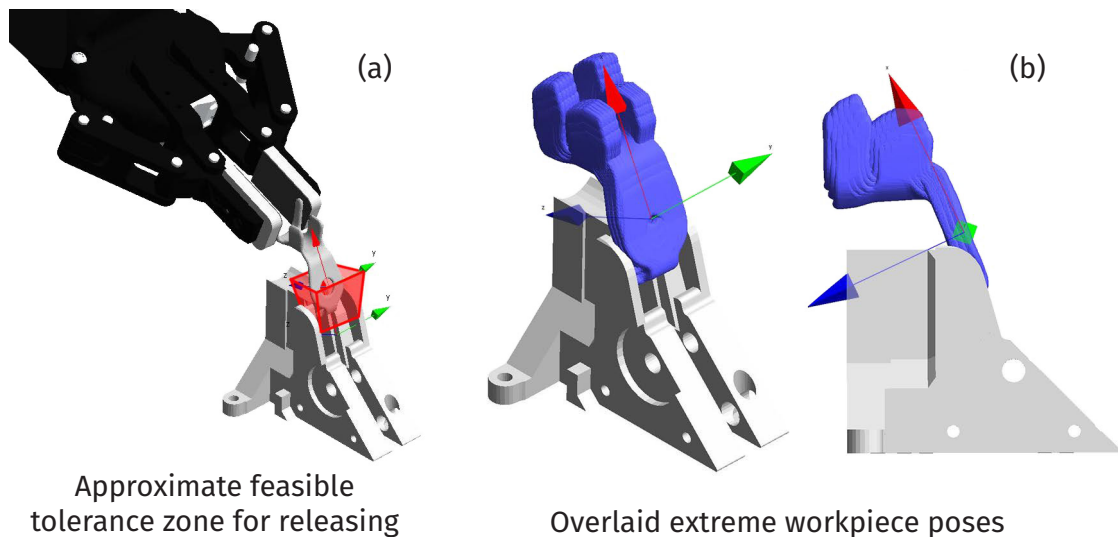 (a)
(b)
z
y
z
y
z
y
x
Approximate feasible
tolerance zone for releasing
Overlaid extreme workpiece poses